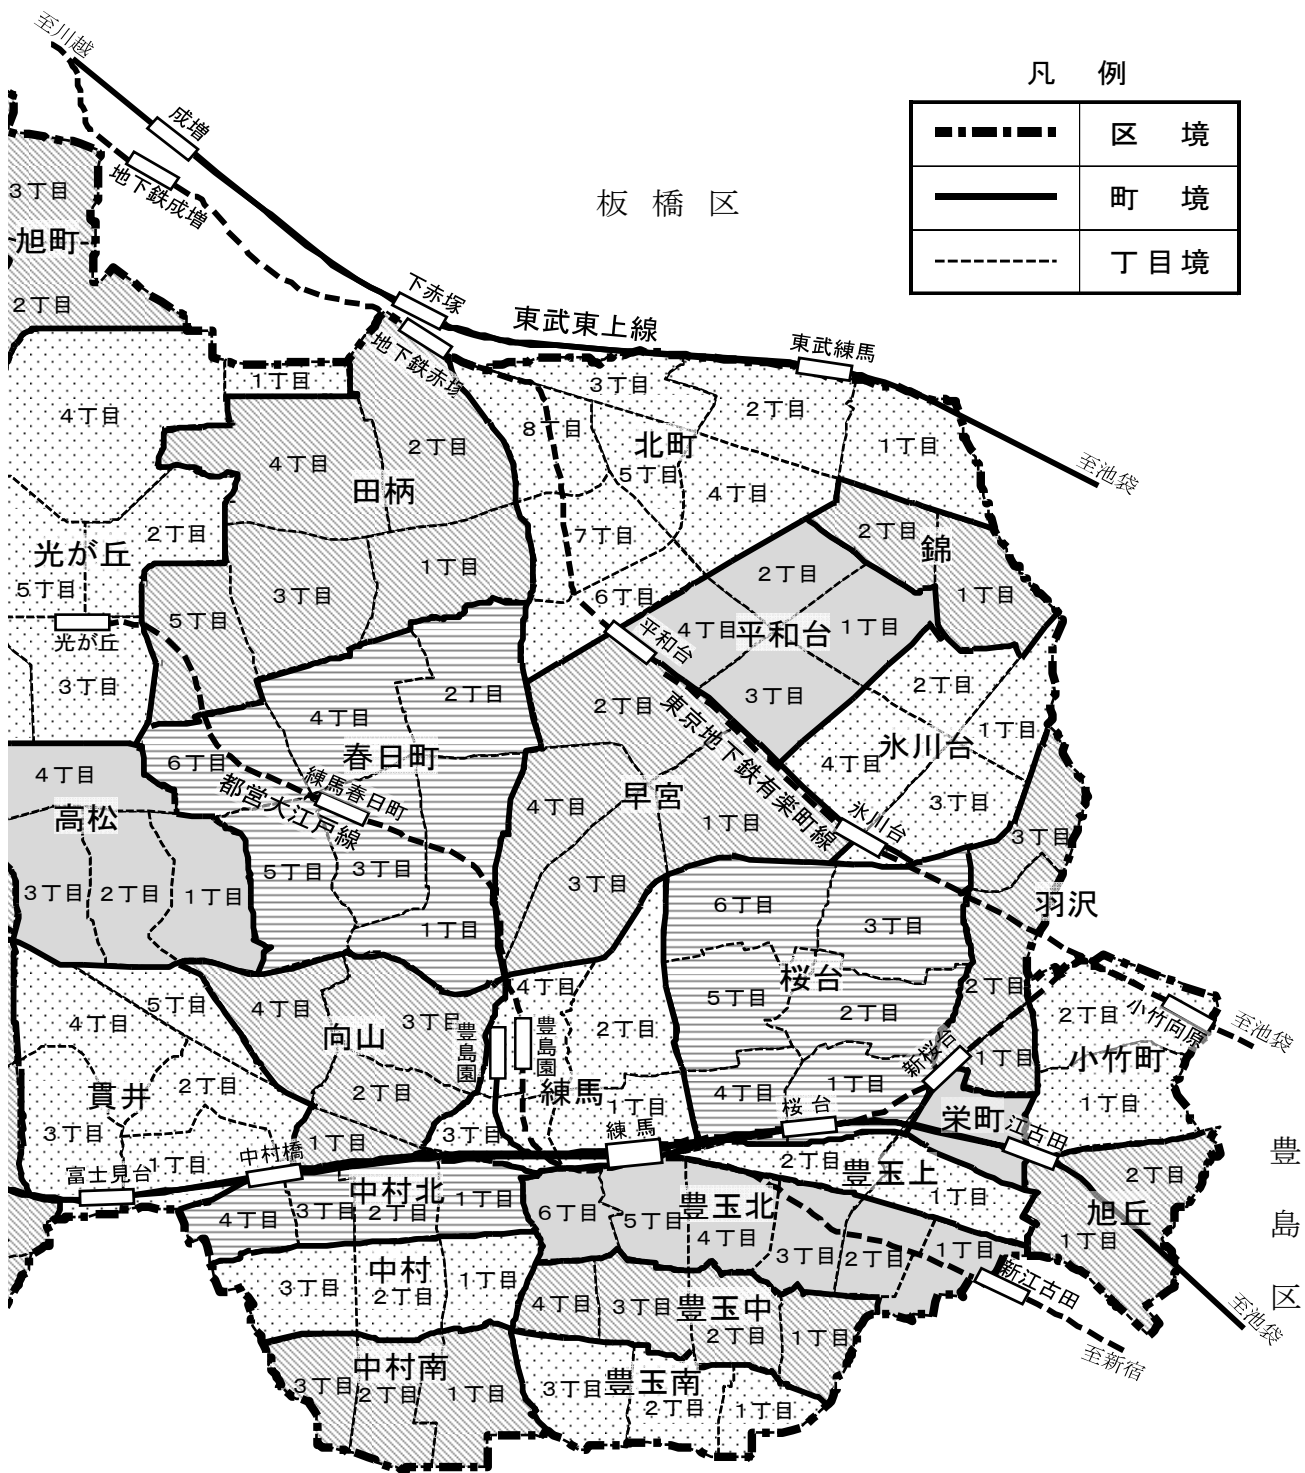 至川越
成増
地下鉄成増
板橋区
凡　例
区　境
町　境
丁目境
3丁目
旭町
2丁目
下赤塚
地下鉄赤塚
東武東上線
東武練馬
至池袋
1丁目
4丁目
2丁目
5丁目
光が丘
光が丘
3丁目
4丁目
2丁目
田柄
1丁目
3丁目
5丁目
3丁目
8丁目
北町
2丁目
1丁目
5丁目
4丁目
7丁目
6丁目
2丁目
錦
1丁目
2丁目
平和台
4丁目
平和台
1丁目
3丁目
東京地下鉄有楽町線
2丁目
1丁目
氷川台
4丁目
3丁目
氷川台
2丁目
4丁目
春日町
6丁目
練馬春日町
都営大江戸線
5丁目
3丁目
1丁目
2丁目
早宮
4丁目
1丁目
3丁目
4丁目
高松
3丁目
2丁目
1丁目
3丁目
羽沢
2丁目
1丁目
6丁目
3丁目
桜台
5丁目
2丁目
4丁目
1丁目
桜台
新桜台
小竹向原
至池袋
2丁目
小竹町
1丁目
5丁目
4丁目
貫井
2丁目
3丁目
1丁目
富士見台
中村橋
4丁目
3丁目
向山
2丁目
1丁目
豊島園
豊島園
4丁目
2丁目
練馬
1丁目
3丁目
練馬
栄町
江古田
2丁目
旭丘
1丁目
豊島区
至池袋
2丁目
豊玉上
1丁目
中村北
4丁目
3丁目
2丁目
1丁目
6丁目
5丁目
豊玉北
4丁目
3丁目
2丁目
1丁目
新江古田
至新宿
中村
3丁目
2丁目
1丁目
4丁目
3丁目
豊玉中
2丁目
1丁目
中村南
3丁目
2丁目
1丁目
豊玉南
3丁目
2丁目
1丁目